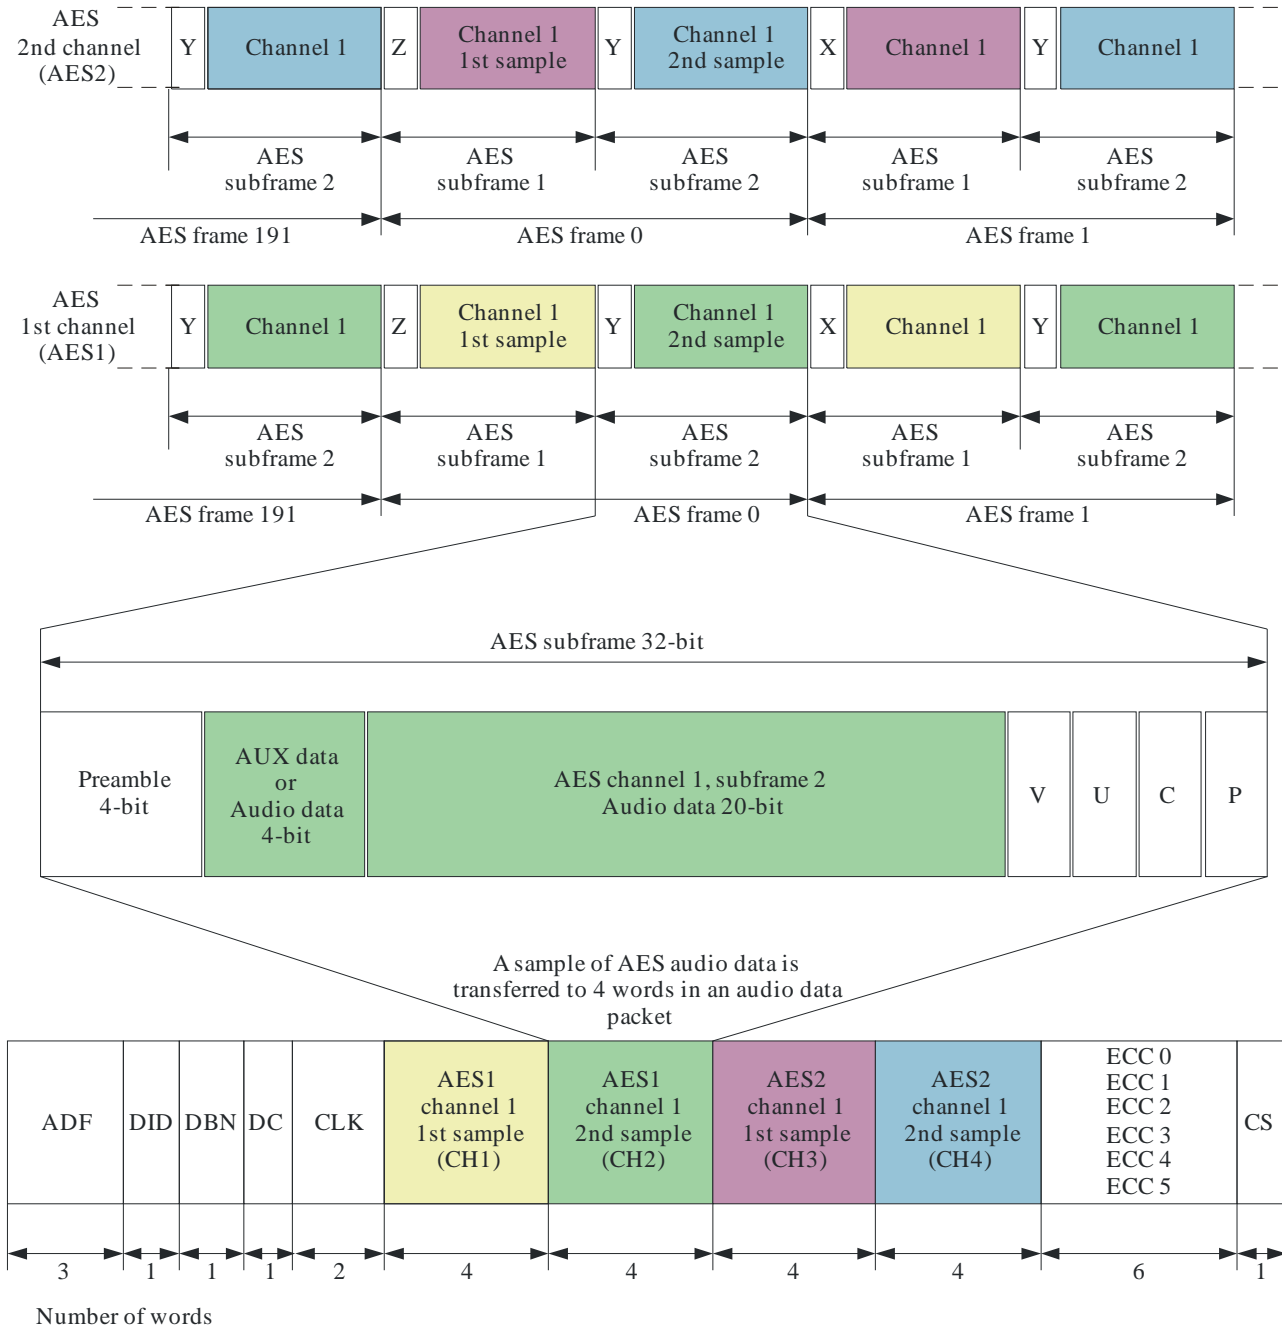 AES
2nd channel
(AES2)
Y
Channel 1
Z
Channel 1
1st sample
Y
Channel 1
2nd sample
X
Channel 1
Y
Channel 1
AES
subframe 2
AES
subframe 1
AES
subframe 2
AES
subframe 1
AES
subframe 2
AES frame 191
AES frame 0
AES frame 1
AES
1st channel
(AES1)
Y
Channel 1
Z
Channel 1
1st sample
Y
Channel 1
2nd sample
X
Channel 1
Y
Channel 1
AES
subframe 2
AES
subframe 1
AES
subframe 2
AES
subframe 1
AES
subframe 2
AES frame 191
AES frame 0
AES frame 1
AES subframe 32-bit
Preamble
4-bit
AUX data
or
Audio data
4-bit
AES channel 1, subframe 2
Audio data 20-bit
V
U
C
P
A sample of AES audio data is
transferred to 4 words in an audio data
packet
ADF
DID
DBN
DC
CLK
AES1
channel 1
1st sample
(CH1)
AES1
channel 1
2nd sample
(CH2)
AES2
channel 1
1st sample
(CH3)
AES2
channel 1
2nd sample
(CH4)
ECC 0
ECC 1
ECC 2
ECC 3
ECC 4
ECC 5
CS
3
1
1
1
2
4
4
4
4
6
1
Number of words